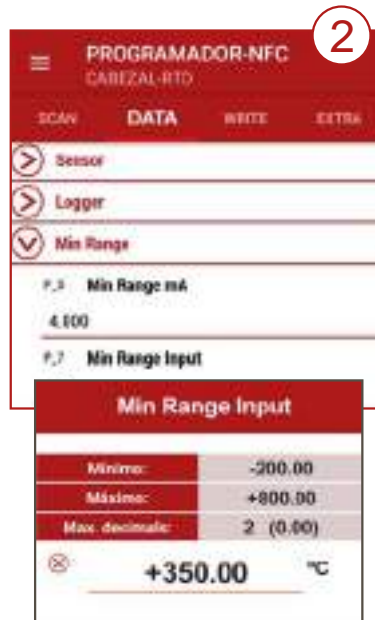 2
PROGRAMADOR-NFC
CABEZAL-RTD
SCAN DATA WRITE EXTRA
Sensor
Logger
Min Range
Min Range mA
4.000
P_7 Min Range Input
Min Range Input
Mínimo: -200.00
Máximo: +800.00
Max. decimals: 2 (0.00)
+350.00 ºC